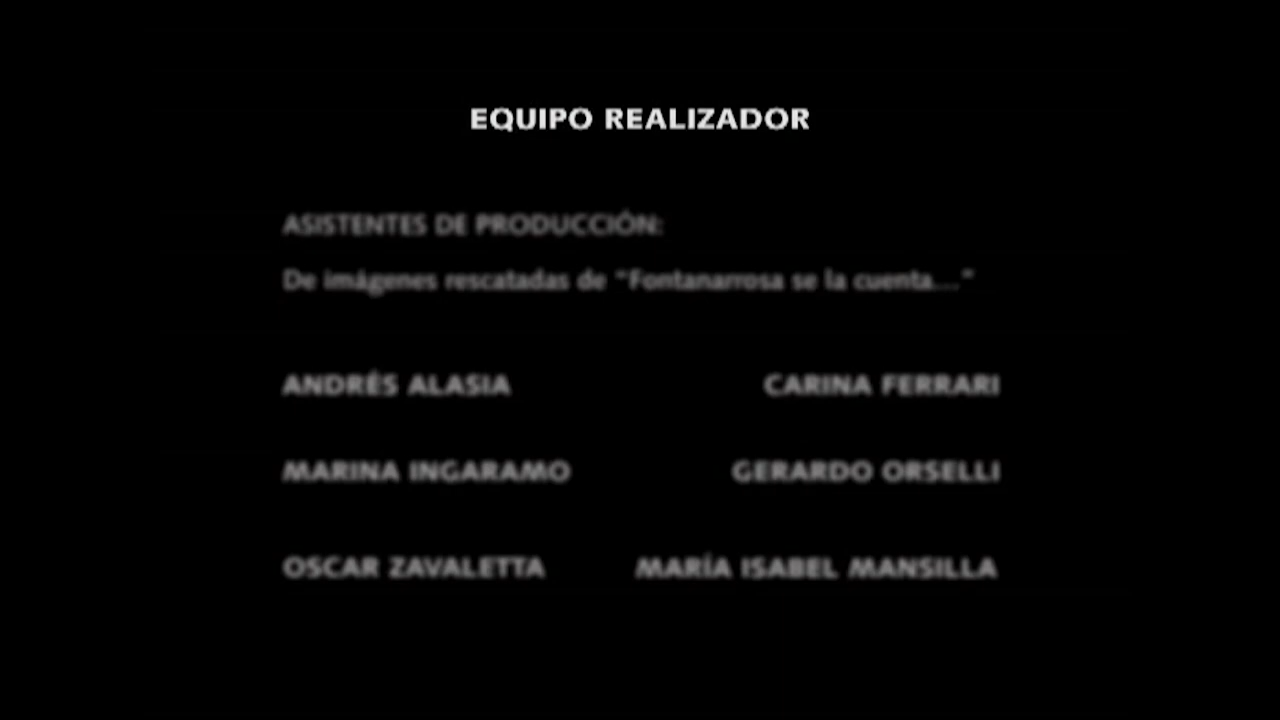 EQUIPO REALIZADOR
ASISTENTES DE PRODUCCIÓN:
De imágenes rescatadas de “Fontanarrosa se la cuenta...”
ANDRÉS ALASIA CARINA FERRARI
MARINA INGARAMO GERARDO ORSELLI
OSCAR ZAVALETTA MARÍA ISABEL MANSILLA